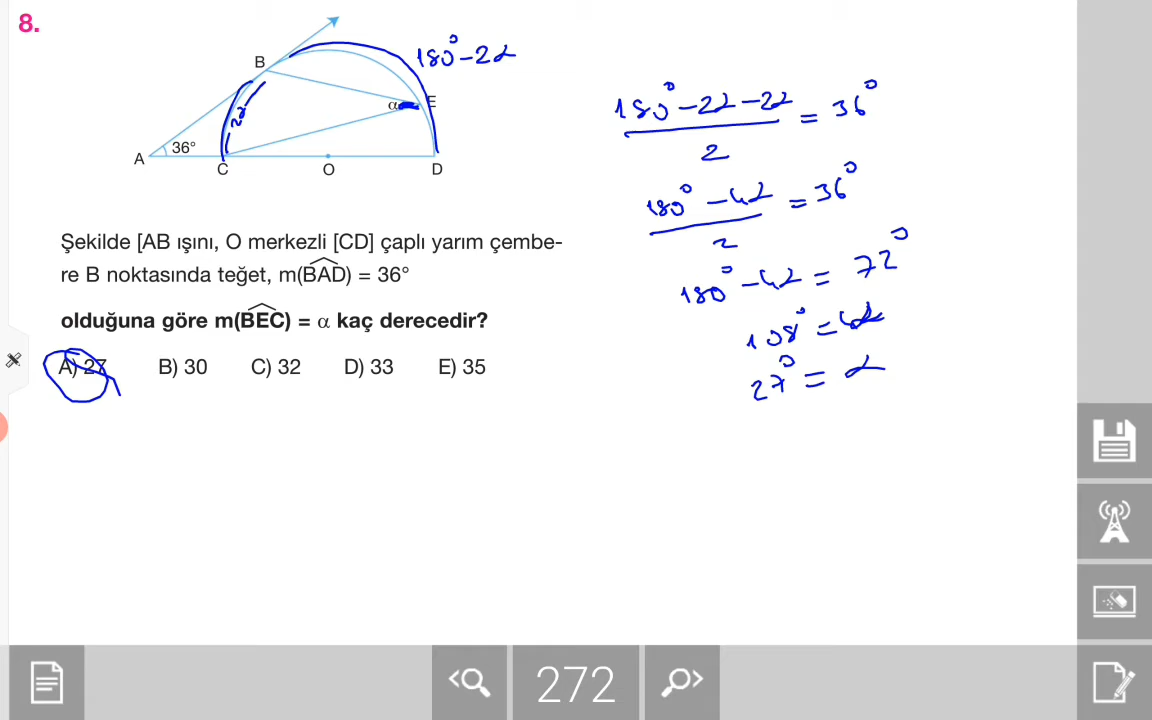 8.
B
180° - 2α
α
E
2α
36°
A
C
O
D
180° - 2α - 2α = 36°
2
180° - 4α = 36°
2
180° - 4α = 72°
108° = 4α
27° = α
Şekilde [AB ışını, O merkezli [CD] çaplı yarım çembe-
re B noktasında teğet, m(BAD) = 36°
olduğuna göre m(BEC) = α kaç derecedir?
A) 27 B) 30 C) 32 D) 33 E) 35
272